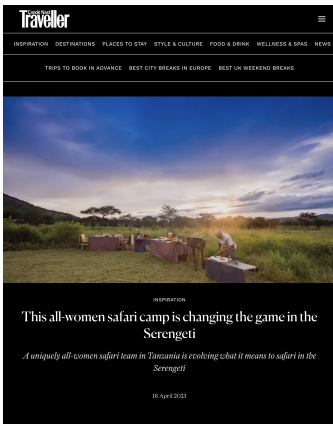 Condé Nast
Traveller
INSPIRATION DESTINATIONS PLACES TO STAY STYLE & CULTURE FOOD & DRINK WELLNESS & SPAS NEWS
TRIPS TO BOOK IN ADVANCE BEST CITY BREAKS IN EUROPE BEST UK WEEKEND BREAKS
INSPIRATION
This all-women safari camp is changing the game in the
Serengeti
A uniquely all-women safari team in Tanzania is evolving what it means to safari in the
Serengeti
18 April 2023